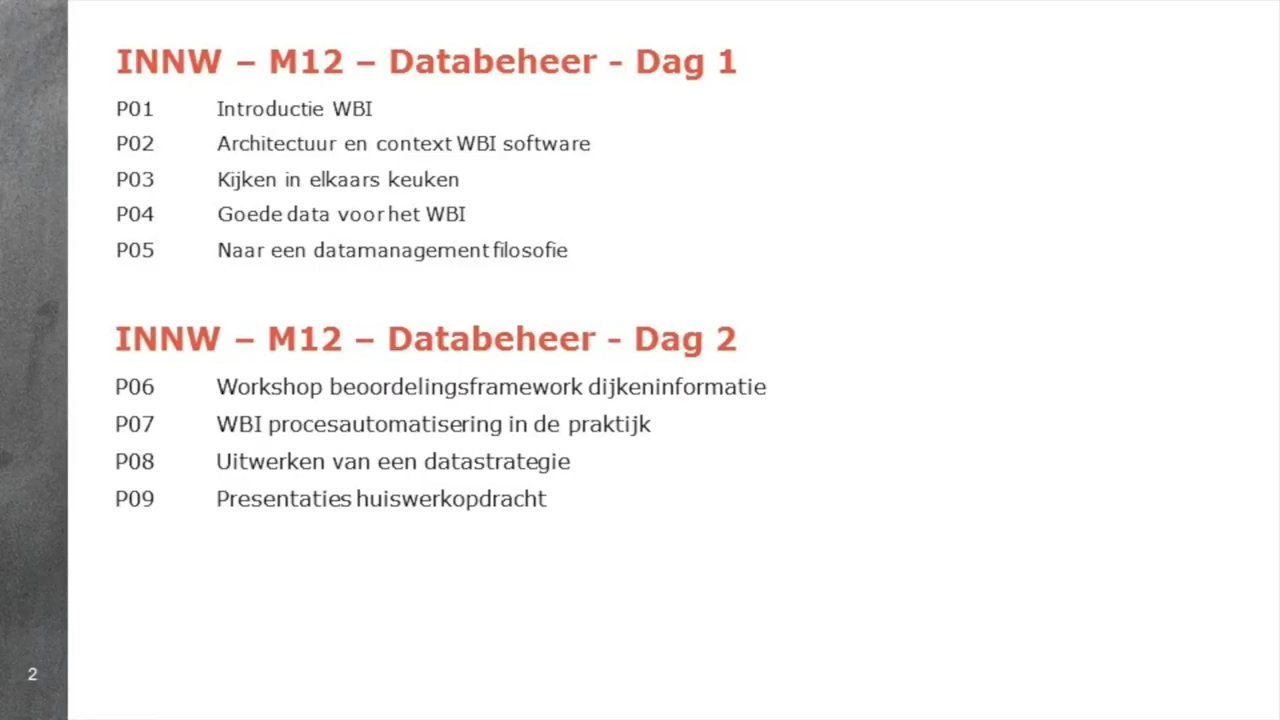 INNW – M12 – Databeheer - Dag 1
P01 Introductie WBI
P02 Architectuur en context WBI software
P03 Kijken in elkaars keuken
P04 Goede data voor het WBI
P05 Naar een datamanagement filosofie
INNW – M12 – Databeheer - Dag 2
P06 Workshop beoordelingsframework dijkeninformatie
P07 WBI procesautomatisering in de praktijk
P08 Uitwerken van een datastrategie
P09 Presentaties huiswerkopdracht
2